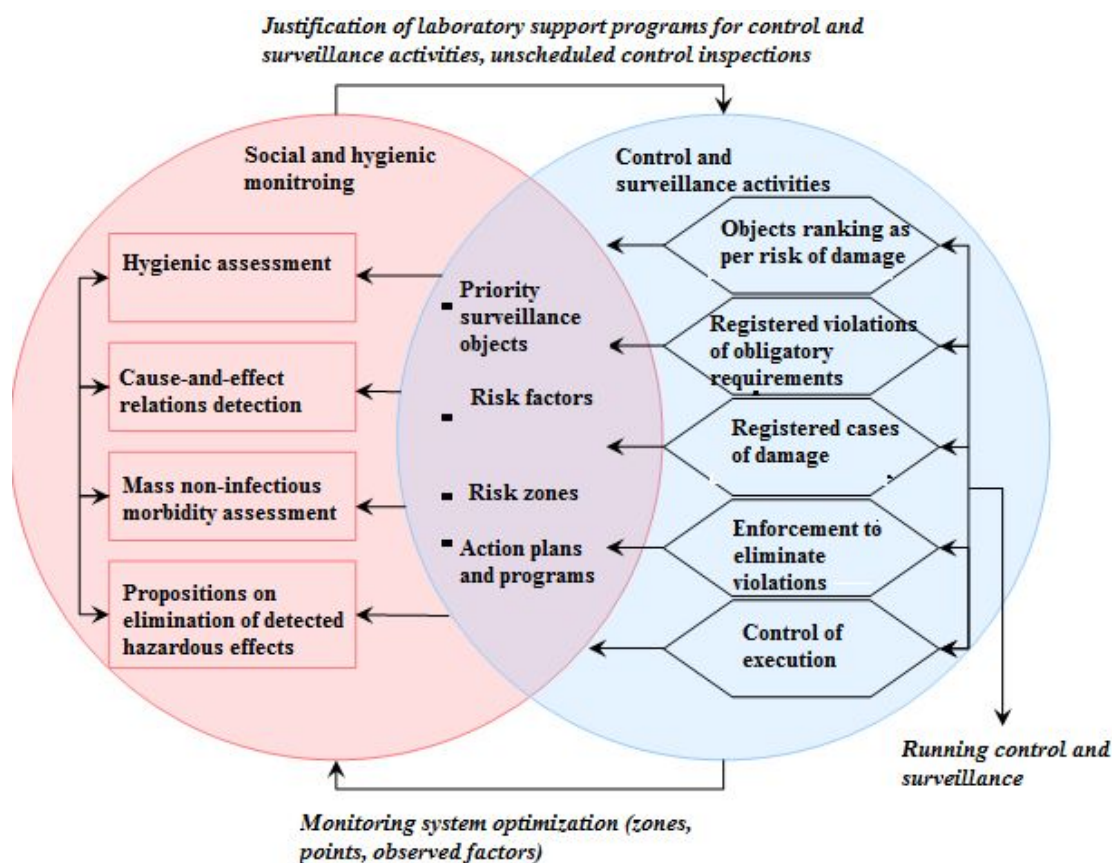 Justification of laboratory support programs for control and
surveillance activities, unscheduled control inspections
Social and hygienic
monitroing
Control and
surveillance activities
Hygienic assessment
Cause-and-effect
relations detection
Mass non-infectious
morbidity assessment
Propositions on
elimination of detected
hazardous effects
Priority
surveillance
objects
Risk factors
Risk zones
Action plans
and programs
Objects ranking as
per risk of damage
Registered violations
of obligatory
requirements
Registered cases
of damage
Enforcement to
eliminate
violations
Control of
execution
Running control and
surveillance
Monitoring system optimization (zones,
points, observed factors)